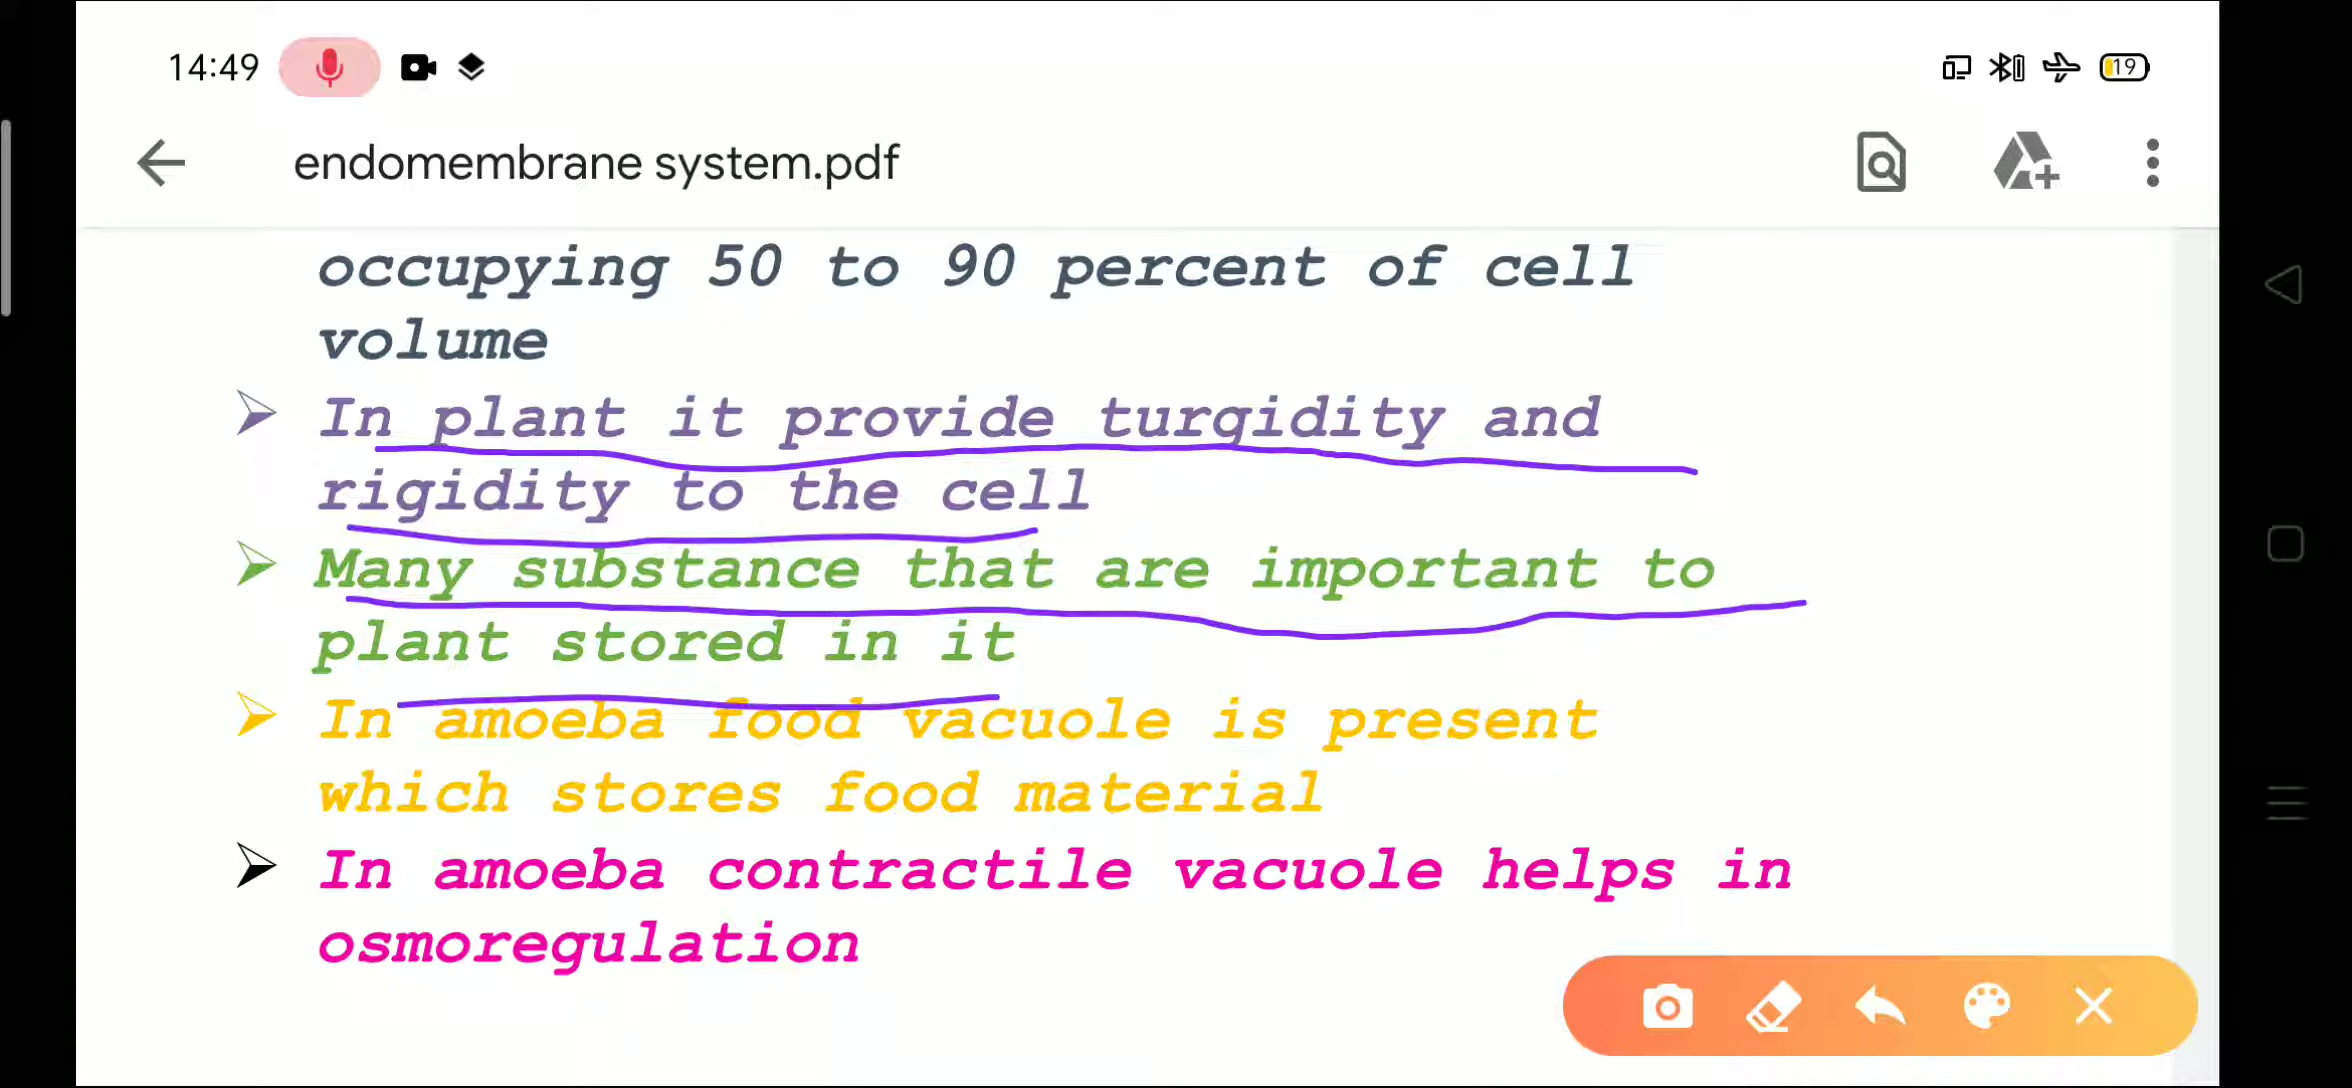 14:49
19
endomembrane system.pdf
occupying 50 to 90 percent of cell
volume
In plant it provide turgidity and
rigidity to the cell
Many substance that are important to
plant stored in it
In amoeba food vacuole is present
which stores food material
In amoeba contractile vacuole helps in
osmoregulation